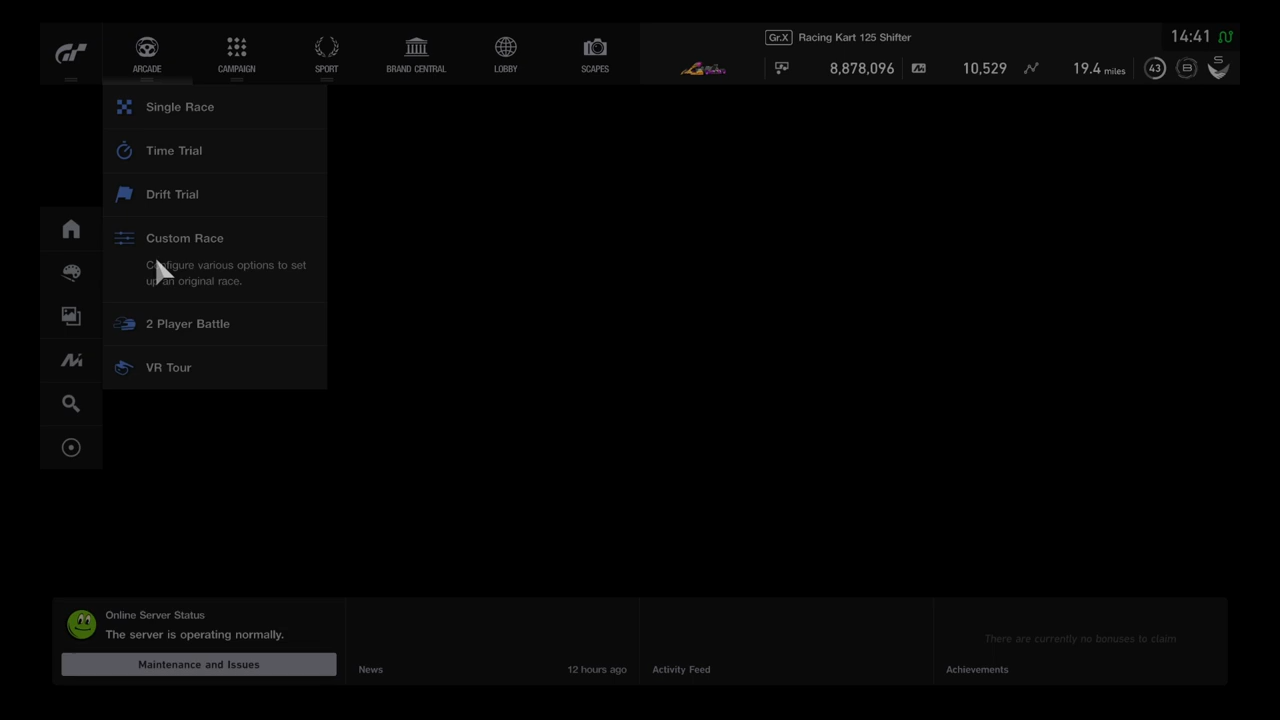 Gr.X Racing Kart 125 Shifter
14:41
ARCADE
CAMPAIGN
SPORT
BRAND CENTRAL
LOBBY
SCAPES
8,878,096
10,529
19.4 miles
43
B
S
Single Race
Time Trial
Drift Trial
Custom Race
Configure various options to set
up an original race.
2 Player Battle
VR Tour
Online Server Status
The server is operating normally.
Maintenance and Issues
News
12 hours ago
Activity Feed
There are currently no bonuses to claim
Achievements